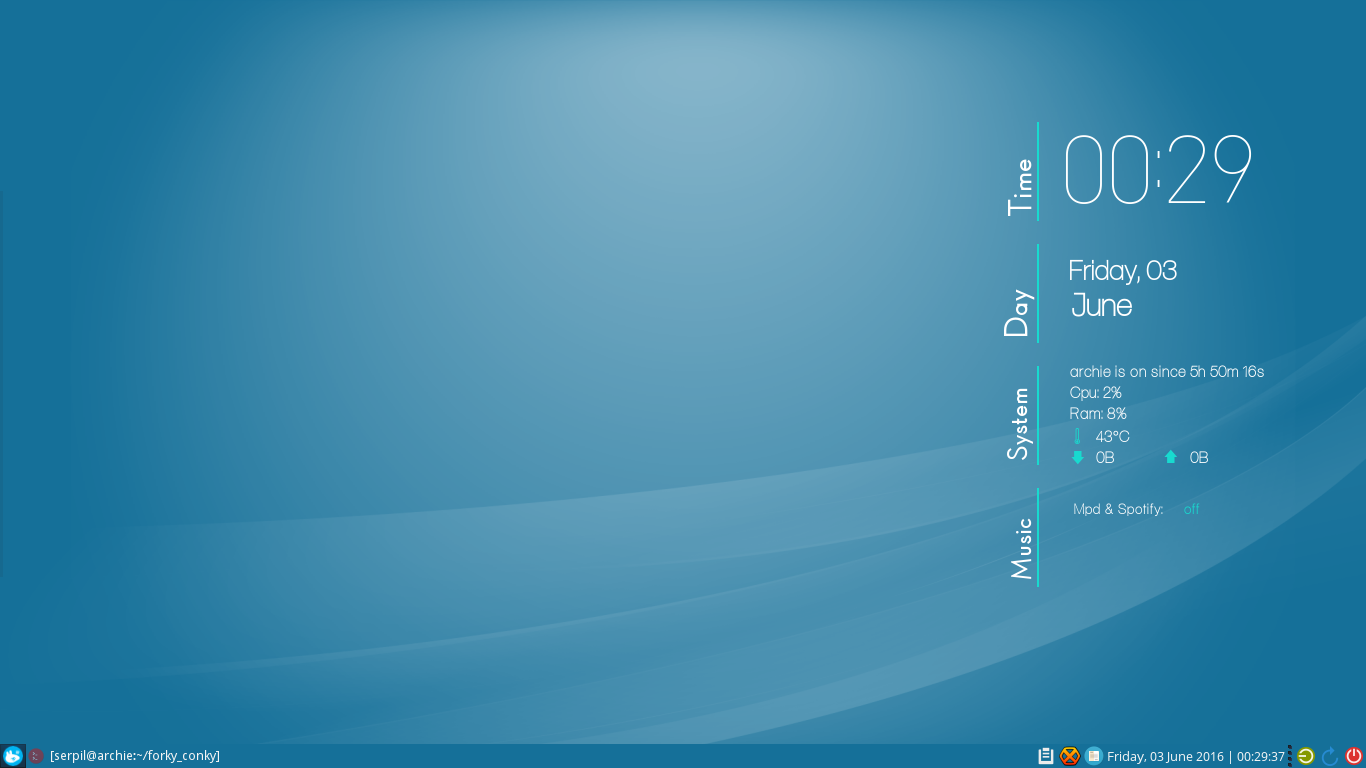 Time
00:29
Day
Friday, 03
June
System
archie is on since 5h 50m 16s
Cpu: 2%
Ram: 8%
43°C
0B 0B
Music
Mpd & Spotify: off
[serpil@archie:~/forky_conky]
Friday, 03 June 2016 | 00:29:37